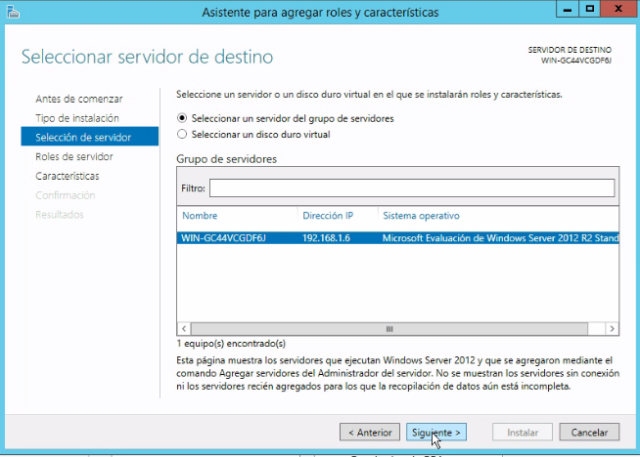 Asistente para agregar roles y características
Seleccionar servidor de destino
SERVIDOR DE DESTINO
WIN-GC44VCGDF6J
Antes de comenzar
Tipo de instalación
Selección de servidor
Roles de servidor
Características
Confirmación
Resultados
Seleccione un servidor o un disco duro virtual en el que se instalarán roles y características.
Seleccionar un servidor del grupo de servidores
Seleccionar un disco duro virtual
Grupo de servidores
Filtro:
Nombre Dirección IP Sistema operativo
WIN-GC44VCGDF6J 192.168.1.6 Microsoft Evaluación de Windows Server 2012 R2 Stand
1 equipo(s) encontrado(s)
Esta página muestra los servidores que ejecutan Windows Server 2012 y que se agregaron mediante el
comando Agregar servidores del Administrador del servidor. No se muestran los servidores sin conexión
ni los servidores recién agregados para los que la recopilación de datos aún está incompleta.
< Anterior Siguiente > Instalar Cancelar